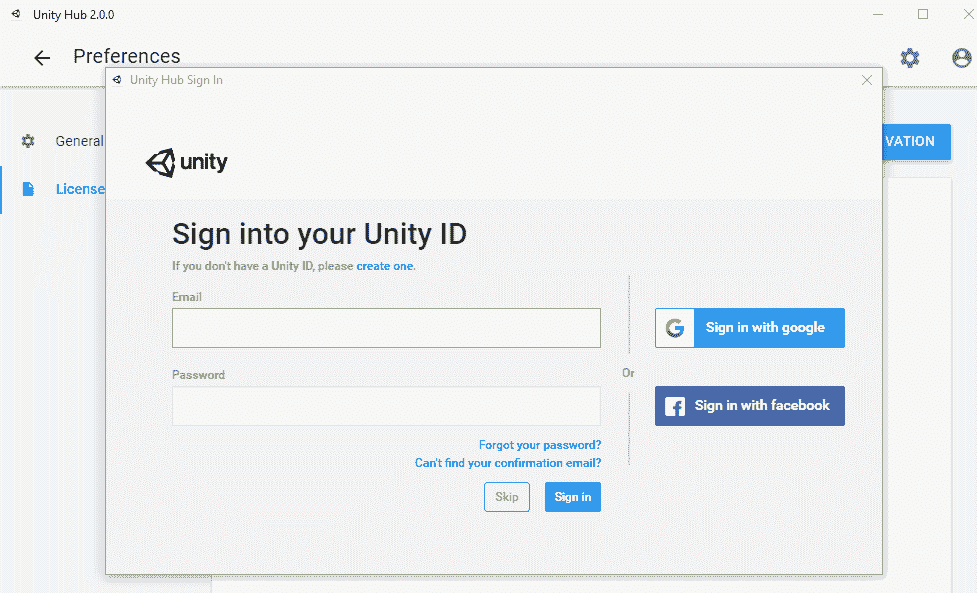 Unity Hub 2.0.0
Preferences
Unity Hub Sign In
General
License
VATION
unity
Sign into your Unity ID
If you don't have a Unity ID, please create one.
Email
Password
Forgot your password?
Can't find your confirmation email?
Skip
Sign in
Or
Sign in with google
Sign in with facebook